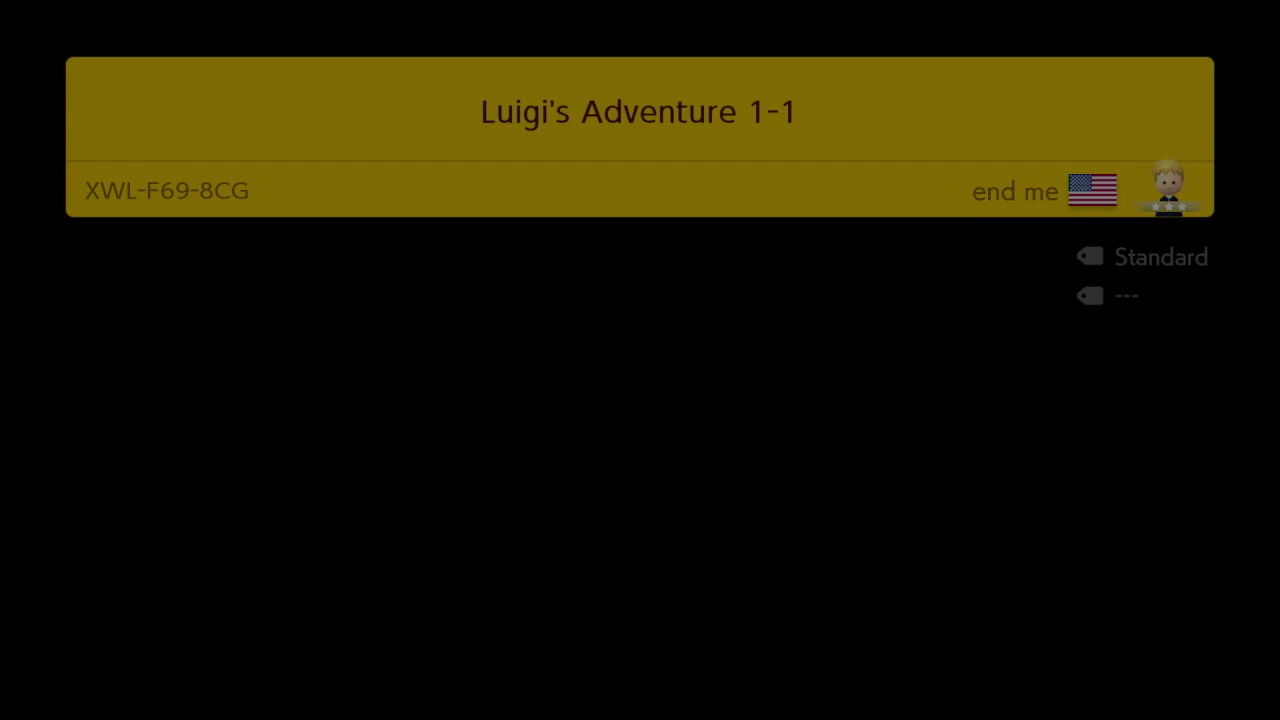 Luigi's Adventure 1-1
XWL-F69-8CG
end me
Standard
---